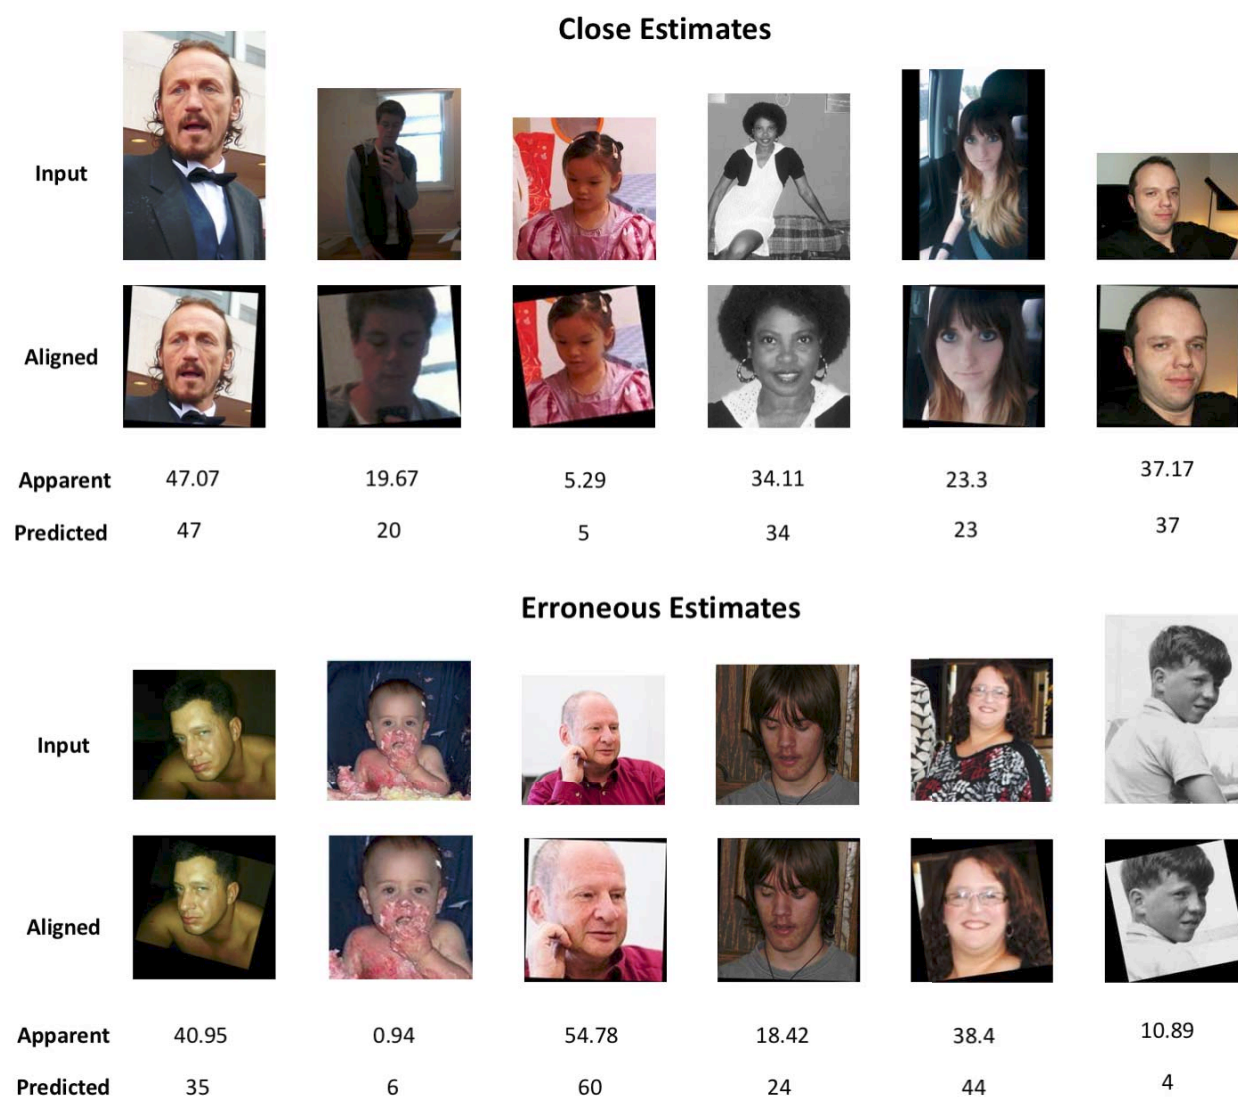 Close Estimates
Input
Aligned
Apparent 47.07 19.67 5.29 34.11 23.3 37.17
Predicted 47 20 5 34 23 37
Erroneous Estimates
Input
Aligned
Apparent 40.95 0.94 54.78 18.42 38.4 10.89
Predicted 35 6 60 24 44 4